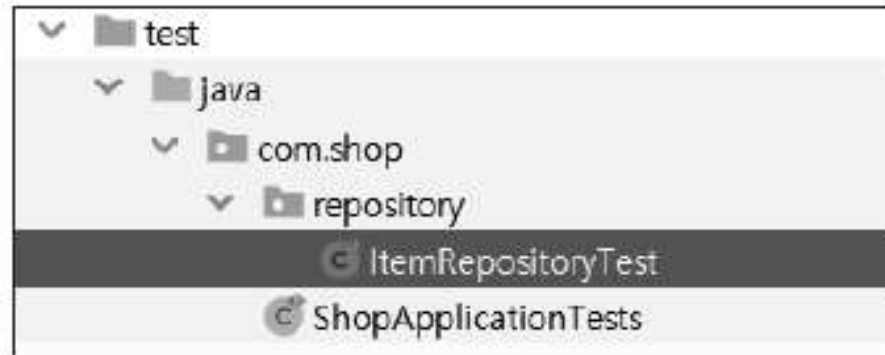 test
java
com.shop
repository
ItemRepositoryTest
ShopApplicationTests